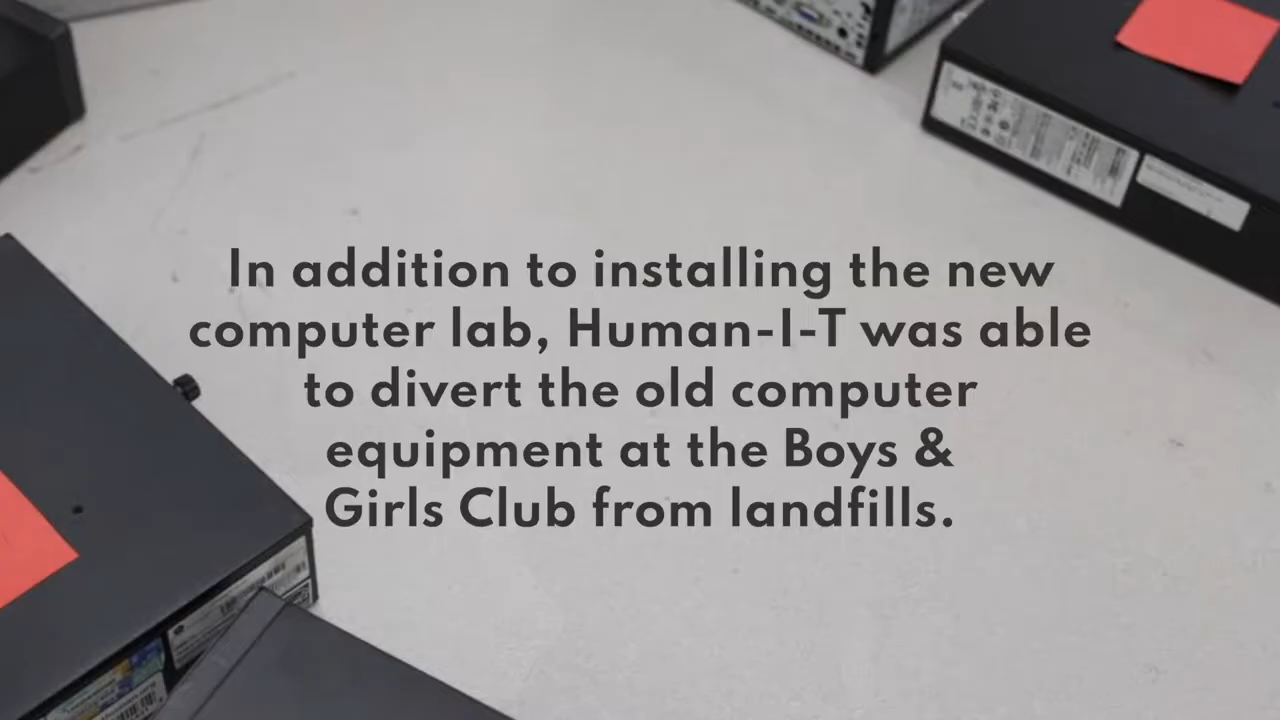 In addition to installing the new
computer lab, Human-I-T was able
to divert the old computer
equipment at the Boys &
Girls Club from landfills.